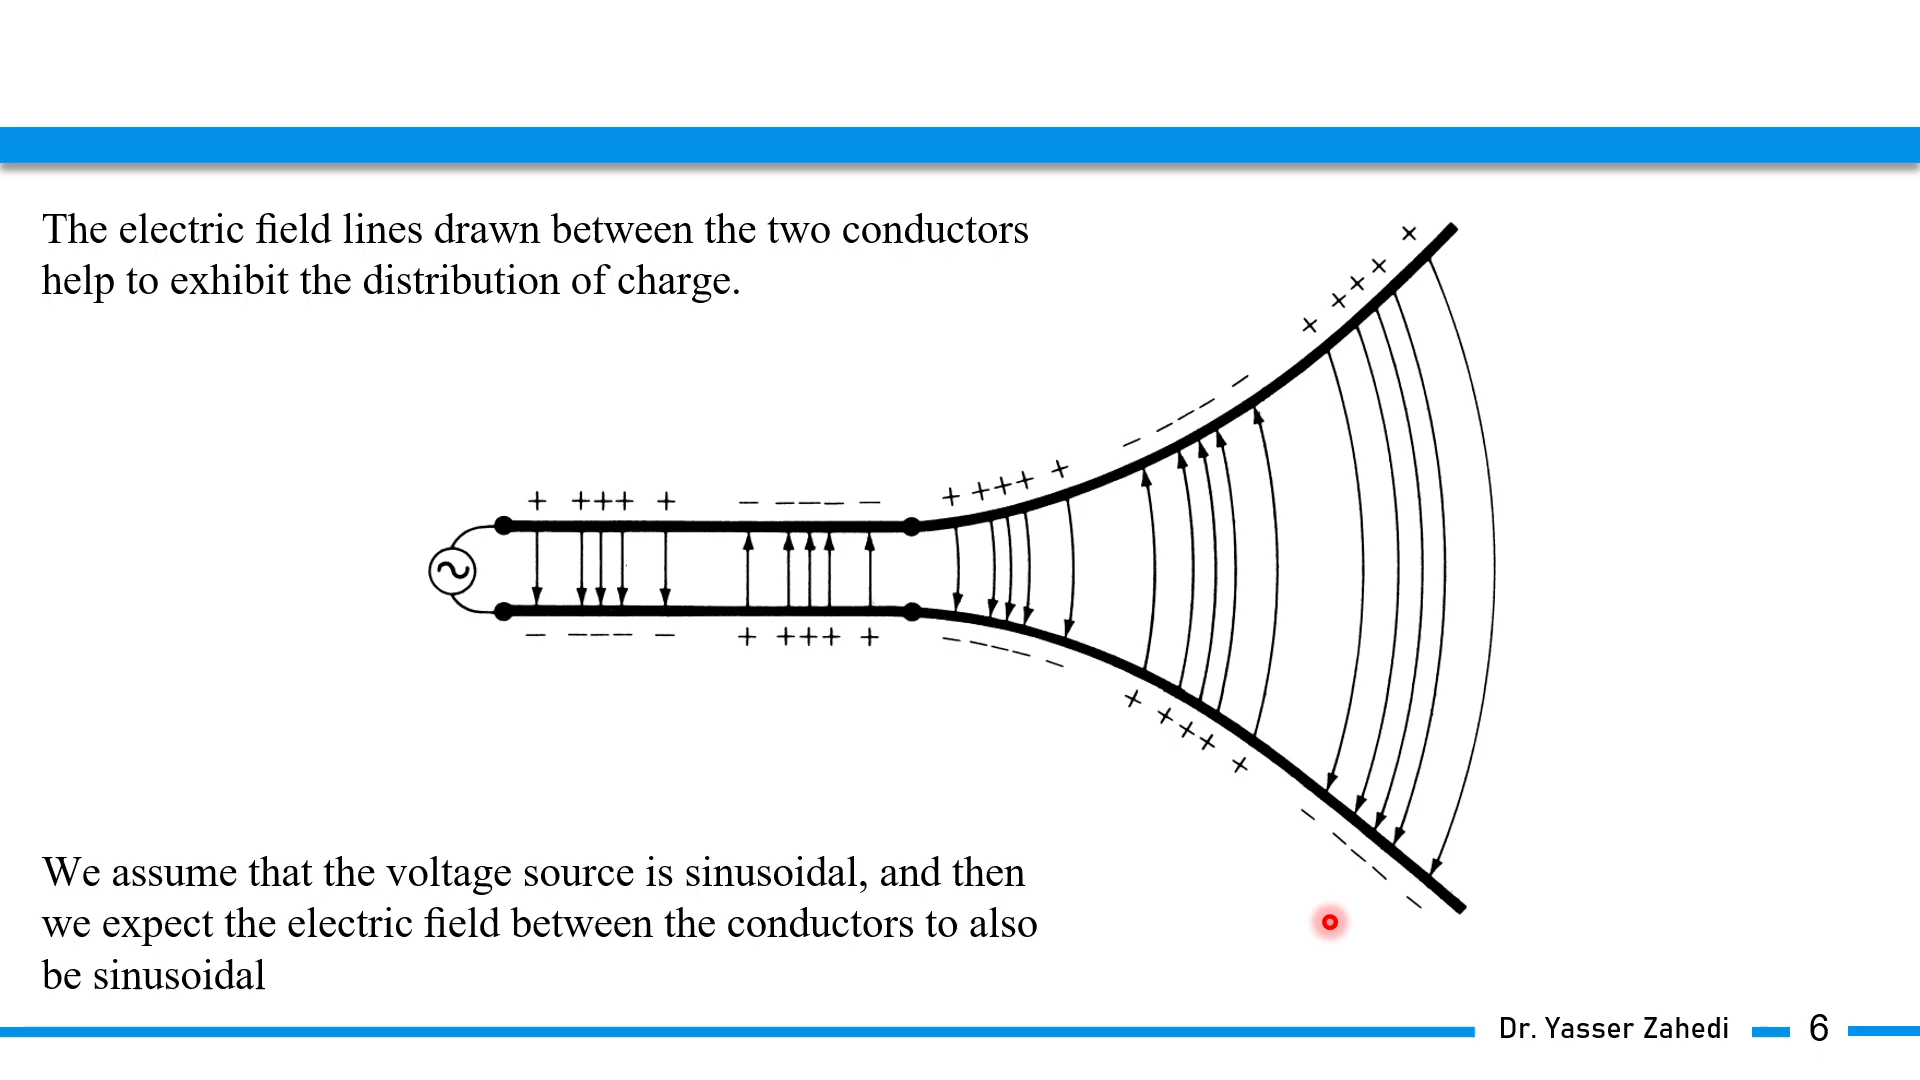 The electric field lines drawn between the two conductors
help to exhibit the distribution of charge.
+ +++ + − −−− − + +++ + − −−− − + +++ +
− −−− − + +++ + − −−− − + +++ + − −−− −
We assume that the voltage source is sinusoidal, and then
we expect the electric field between the conductors to also
be sinusoidal
Dr. Yasser Zahedi
6